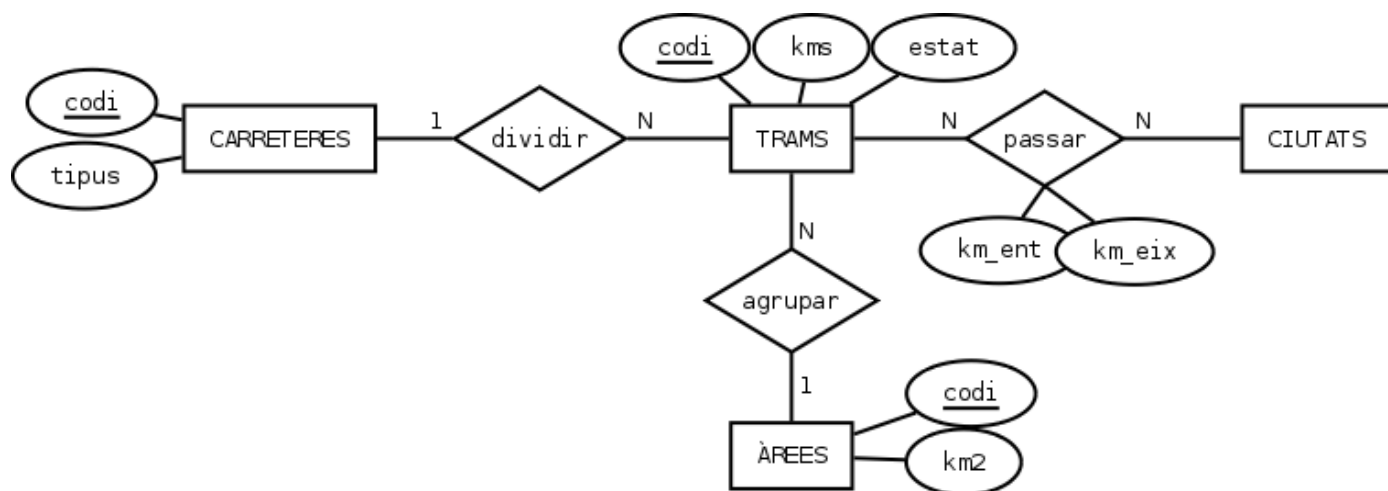 codi
kms
estat
codi
tipus
CARRETERES
1
dividir
N
TRAMS
N
passar
N
CIUTATS
km_ent
km_eix
N
agrupar
1
codi
ÀREES
km2